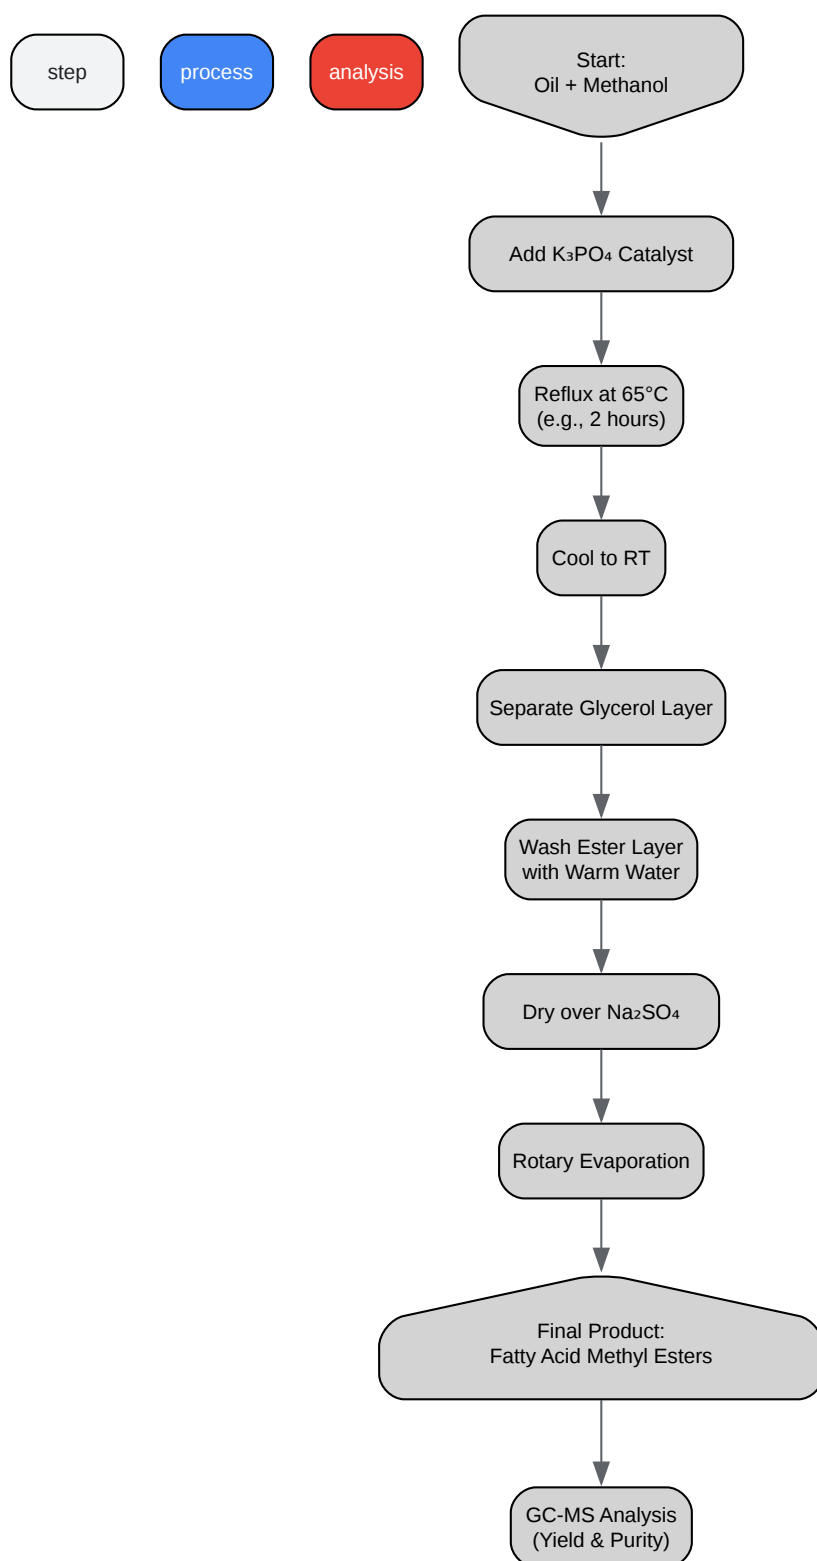 step
process
analysis
Start:
Oil + Methanol
Add K₃PO₄ Catalyst
Reflux at 65°C
(e.g., 2 hours)
Cool to RT
Separate Glycerol Layer
Wash Ester Layer
with Warm Water
Dry over Na₂SO₄
Rotary Evaporation
Final Product:
Fatty Acid Methyl Esters
GC-MS Analysis
(Yield & Purity)